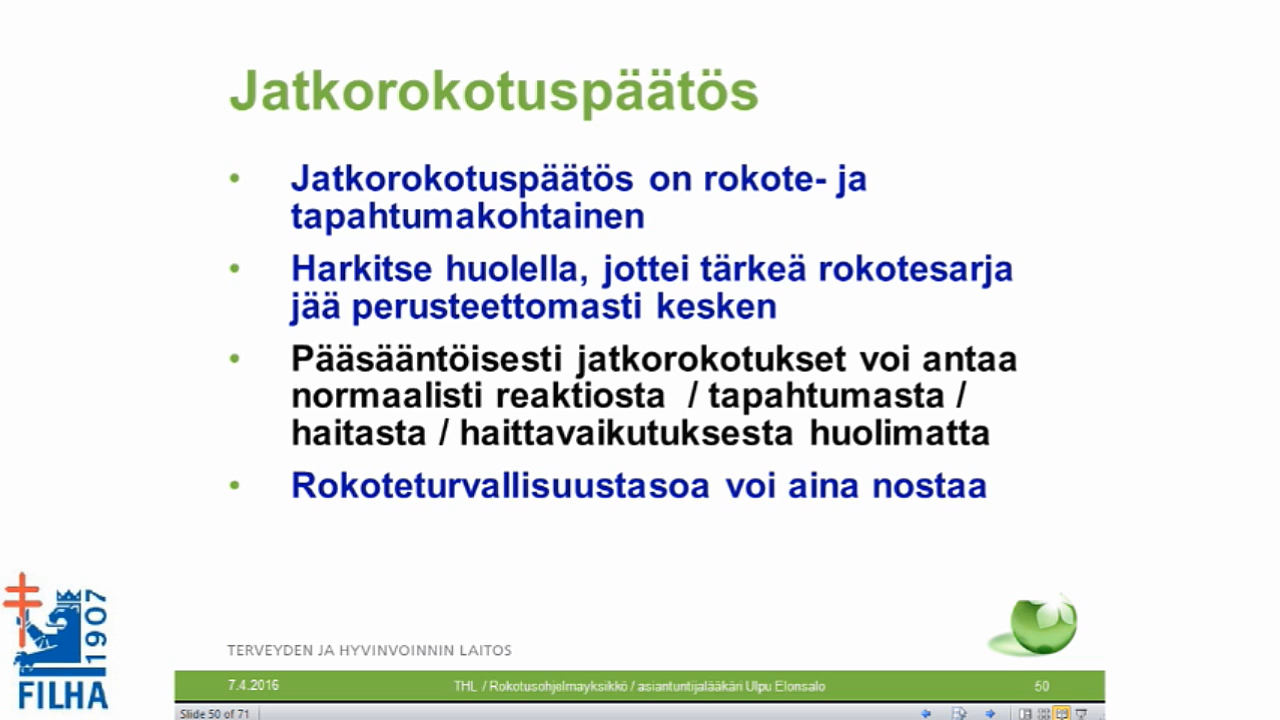 Jatkorokotuspäätös
• Jatkorokotuspäätös on rokote- ja
tapahtumakohtainen
• Harkitse huolella, jottei tärkeä rokotesarja
jää perusteettomasti kesken
• Pääsääntöisesti jatkorokotukset voi antaa
normaalisti reaktiosta / tapahtumasta /
haitasta / haittavaikutuksesta huolimatta
• Rokoteturvallisuustasoa voi aina nostaa
1907
FILHA
TERVEYDEN JA HYVINVOINNIN LAITOS
7.4.2016 THL / Rokotusohjelmayksikkö / asiantuntijalääkäri Ulpu Elonsalo 50
Slide 50 of 71